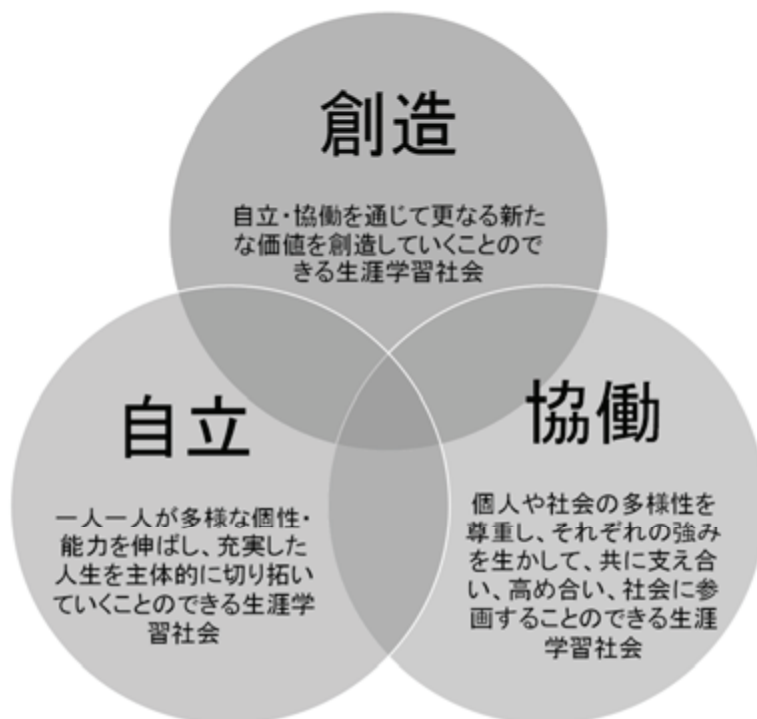 創造
自立・協働を通じて更なる新た
な価値を創造していくことので
きる生涯学習社会
自立
一人一人が多様な個性・
能力を伸ばし、充実した
人生を主体的に切り拓い
ていくことのできる生涯学
習社会
協働
個人や社会の多様性を
尊重し、それぞれの強み
を生かして、共に支え合
い、高め合い、社会に参
画することのできる生涯
学習社会